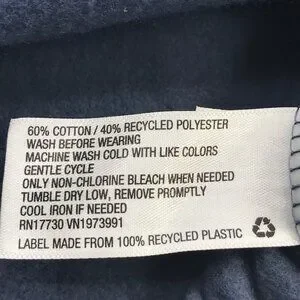 60% COTTON / 40% RECYCLED POLYESTER
WASH BEFORE WEARING
MACHINE WASH COLD WITH LIKE COLORS
GENTLE CYCLE
ONLY NON-CHLORINE BLEACH WHEN NEEDED
TUMBLE DRY LOW, REMOVE PROMPTLY
COOL IRON IF NEEDED
RN17730 VN1973991
LABEL MADE FROM 100% RECYCLED PLASTIC